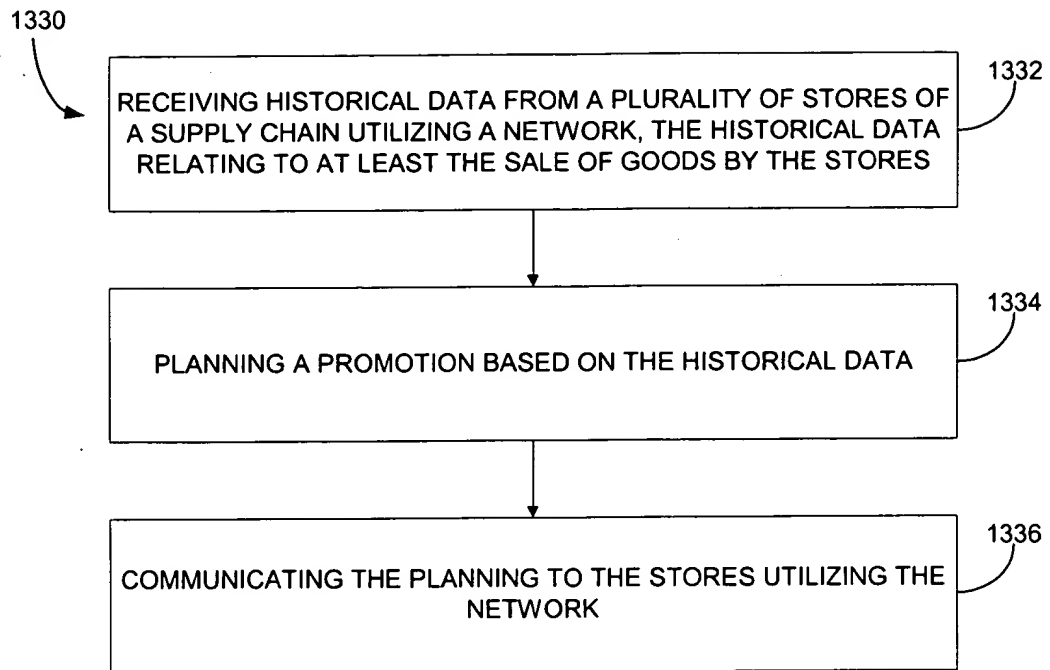 1330
1332
RECEIVING HISTORICAL DATA FROM A PLURALITY OF STORES OF
A SUPPLY CHAIN UTILIZING A NETWORK, THE HISTORICAL DATA
RELATING TO AT LEAST THE SALE OF GOODS BY THE STORES
1334
PLANNING A PROMOTION BASED ON THE HISTORICAL DATA
1336
COMMUNICATING THE PLANNING TO THE STORES UTILIZING THE
NETWORK